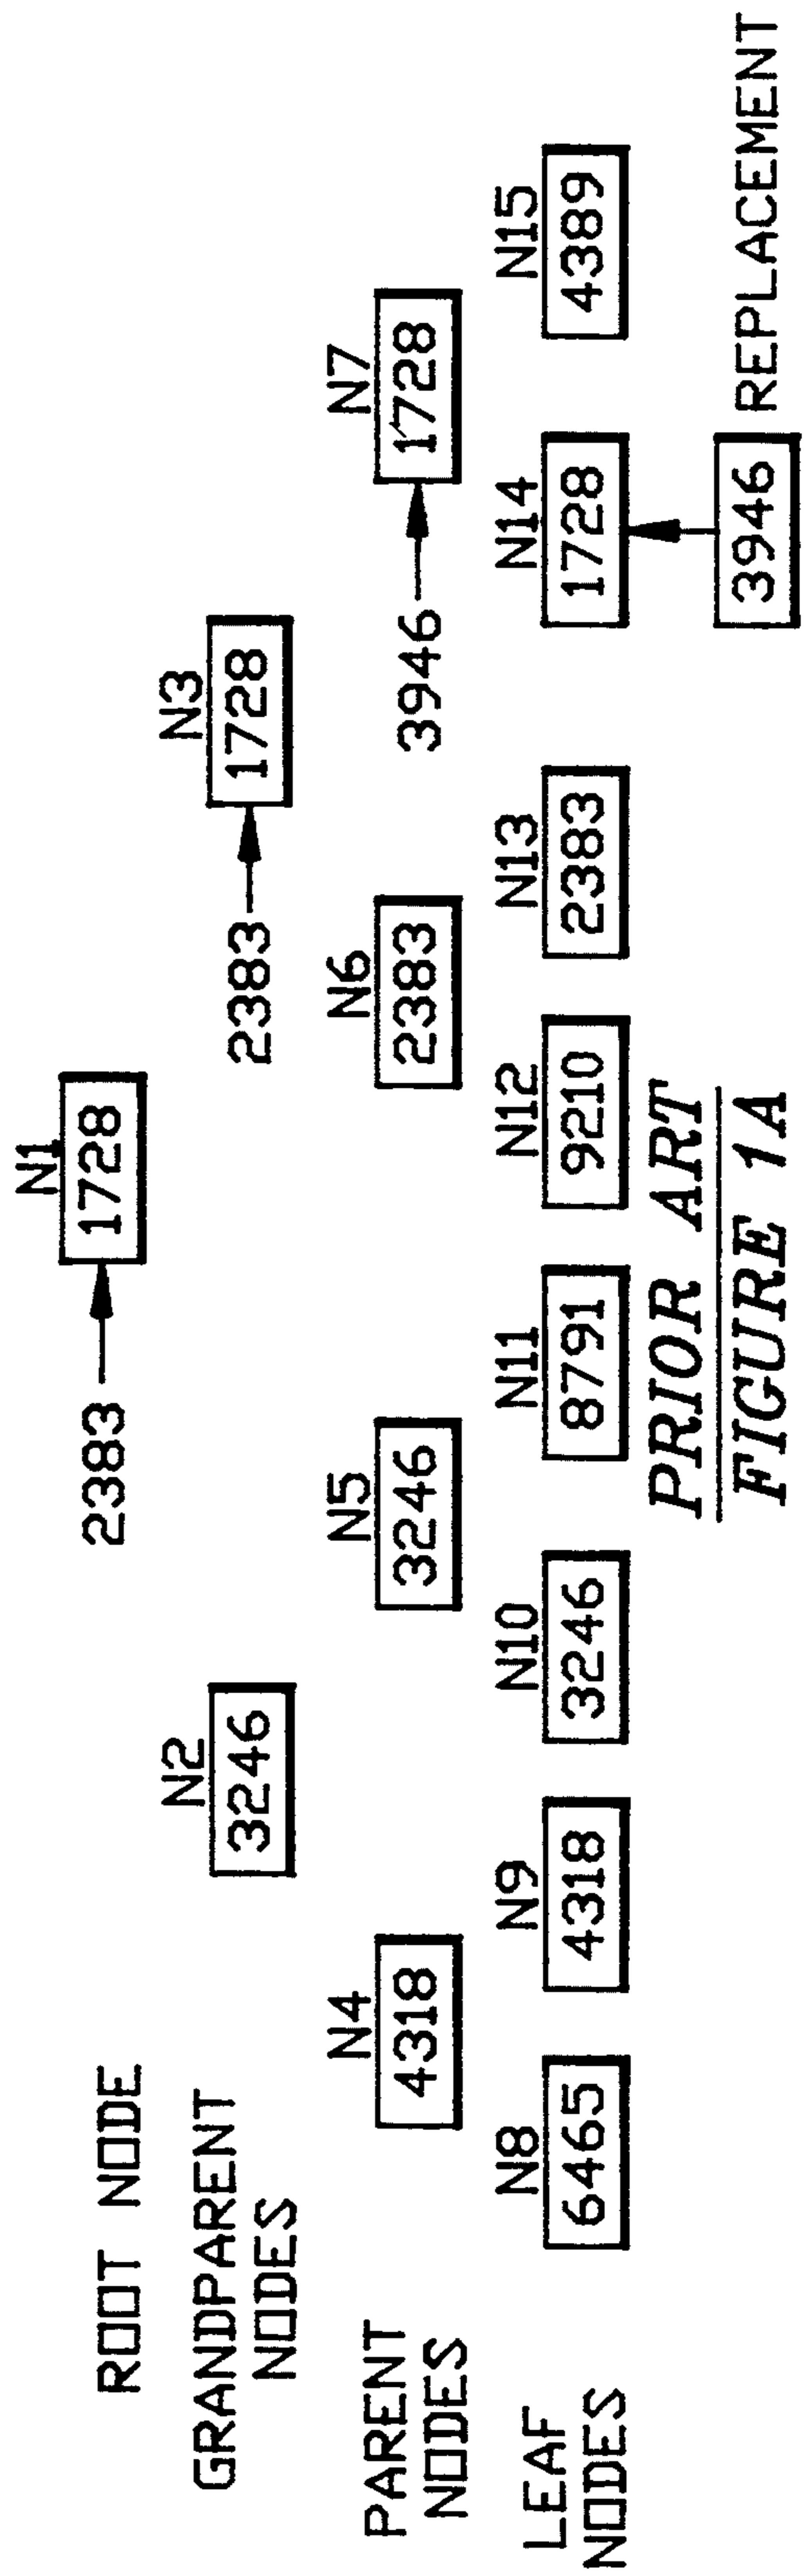 N1
ROOT NODE
2383
1728
N2
N3
GRANDPARENT
NODES
3246
2383
1728
N4
N5
N6
N7
PARENT
NODES
4318
3246
2383
3946
1728
N8
N9
N10
N11
N12
N13
N14
N15
LEAF
NODES
6465
4318
3246
8791
9210
2383
1728
4389
3946
REPLACEMENT
PRIOR ART
FIGURE 1A